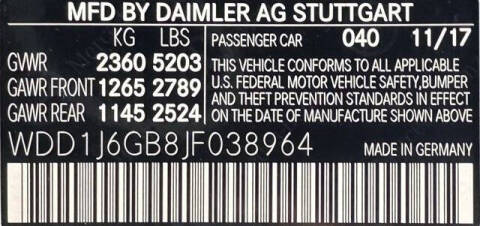 MFD BY DAIMLER AG STUTTGART
KG LBS PASSENGER CAR 040 11/17
GWR 2360 5203 THIS VEHICLE CONFORMS TO ALL APPLICABLE
GAWR FRONT 1265 2789 U.S. FEDERAL MOTOR VEHICLE SAFETY, BUMPER
AND THEFT PREVENTION STANDARDS IN EFFECT
GAWR REAR 1145 2524 ON THE DATE OF MANUFACTURE SHOWN ABOVE
WDD1J6GB8JF038964 MADE IN GERMANY